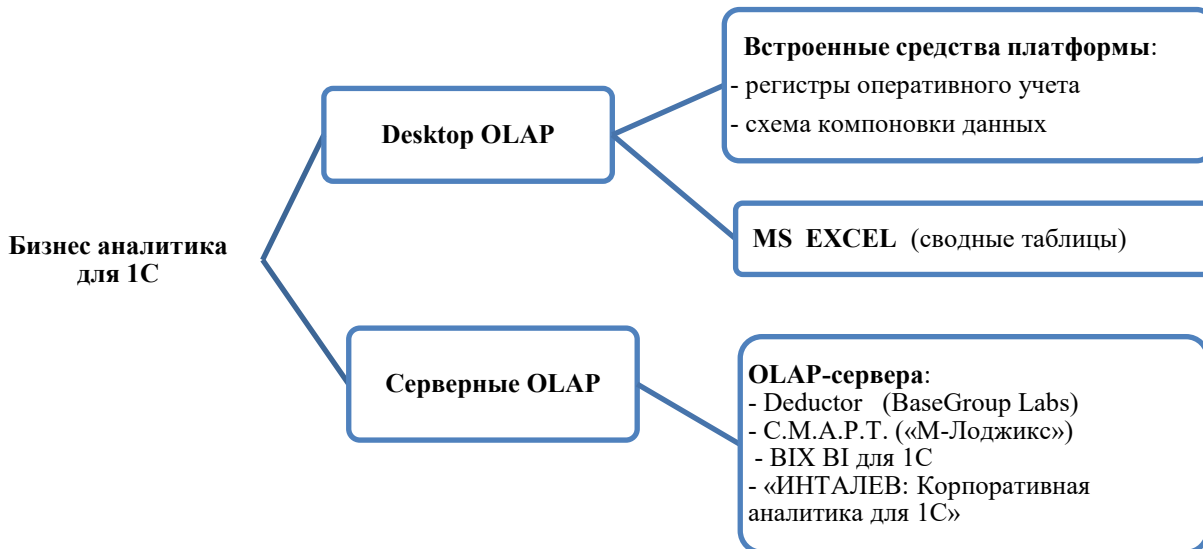 Бизнес аналитика
для 1С
Desktop OLAP
Встроенные средства платформы:
- регистры оперативного учета
- схема компоновки данных
MS EXCEL (сводные таблицы)
Серверные OLAP
OLAP-сервера:
- Deductor (BaseGroup Labs)
- С.М.А.Р.Т. («М-Лоджикс»)
- BIX BI для 1С
- «ИНТАЛЕВ: Корпоративная
аналитика для 1С»